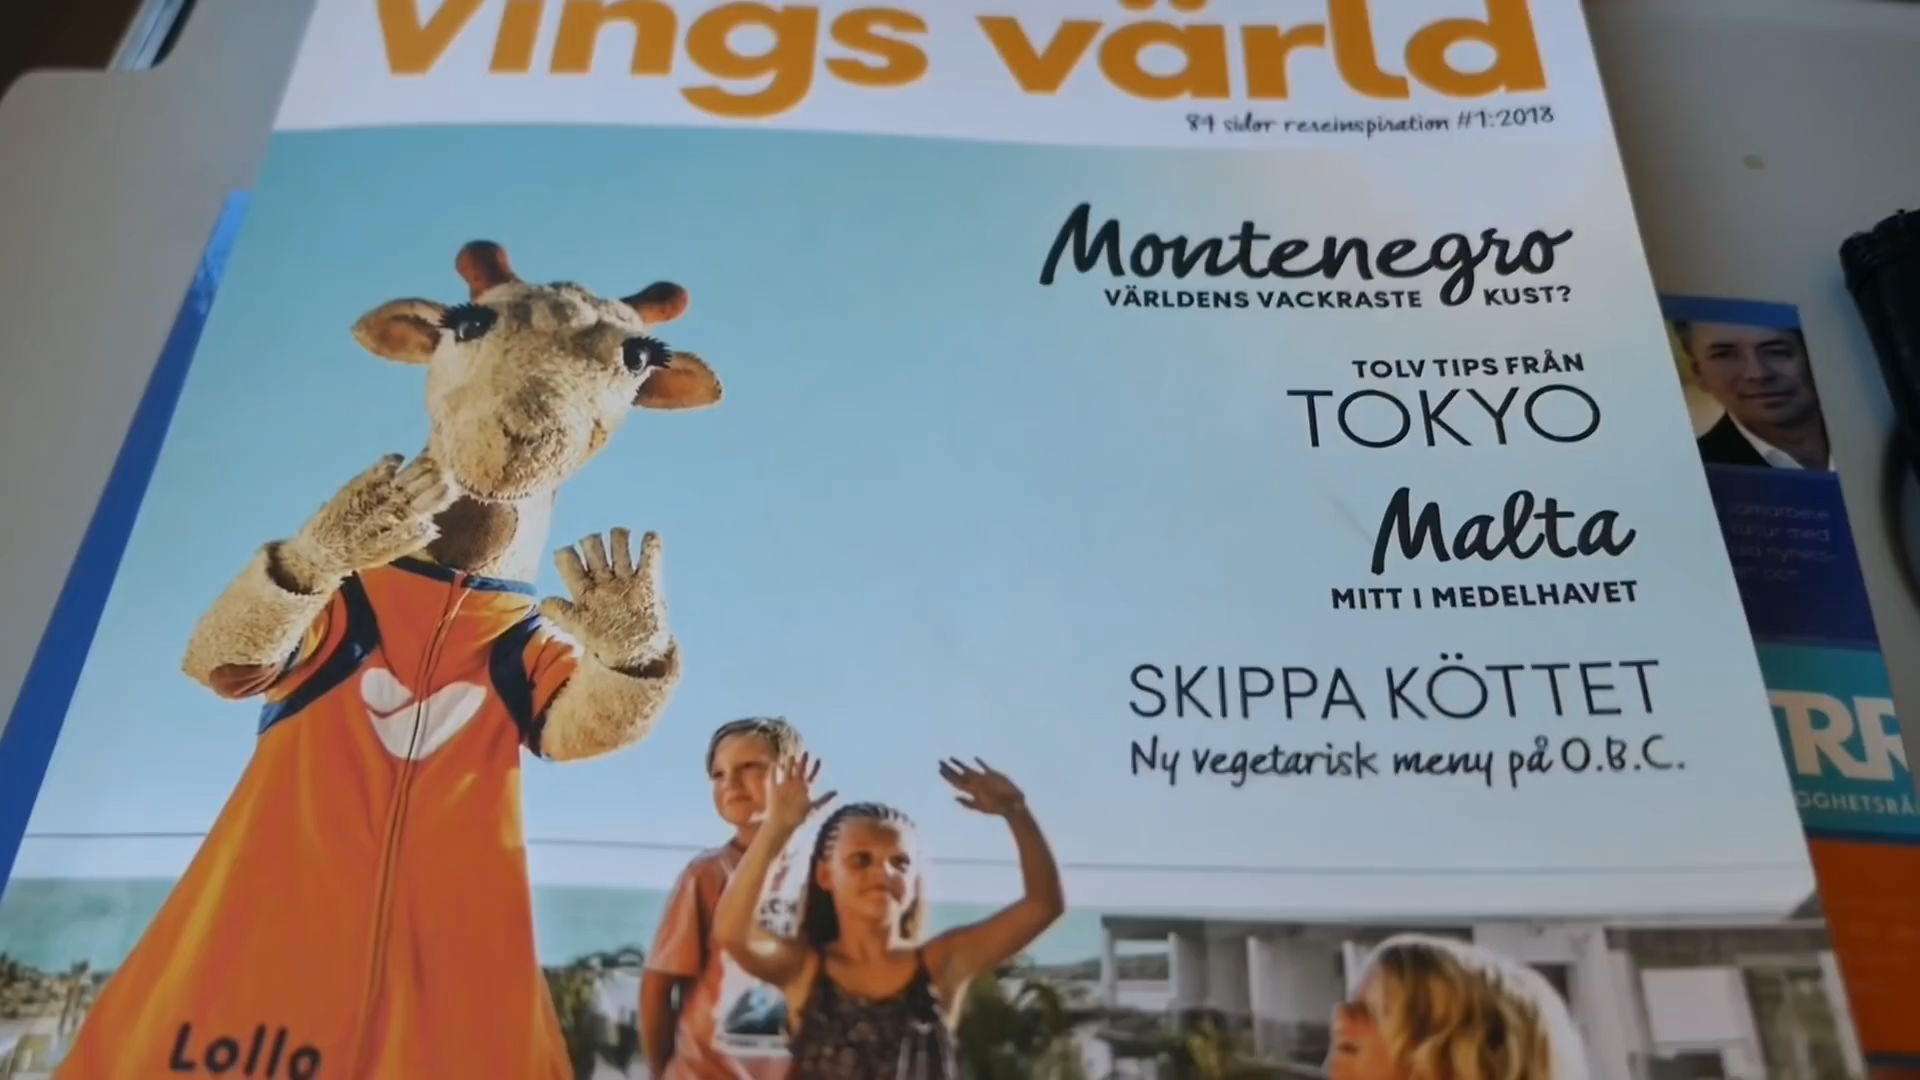 Vings värld
84 sidor reseinspiration #1:2018
Montenegro
VÄRLDENS VACKRASTE KUST?
TOLV TIPS FRÅN
TOKYO
Malta
MITT I MEDELHAVET
SKIPPA KÖTTET
Ny vegetarisk meny på O.B.C.
Lollo
TRR